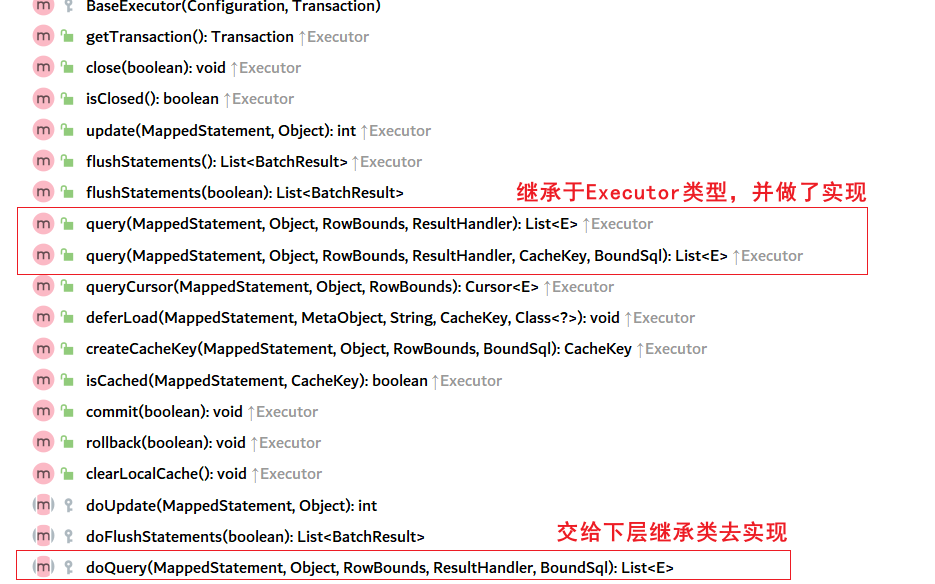 BaseExecutor(Configuration, Transaction)
getTransaction(): Transaction ↑Executor
close(boolean): void ↑Executor
isClosed(): boolean ↑Executor
update(MappedStatement, Object): int ↑Executor
flushStatements(): List<BatchResult> ↑Executor
flushStatements(boolean): List<BatchResult>
继承于Executor类型，并做了实现
query(MappedStatement, Object, RowBounds, ResultHandler): List<E> ↑Executor
query(MappedStatement, Object, RowBounds, ResultHandler, CacheKey, BoundSql): List<E> ↑Executor
queryCursor(MappedStatement, Object, RowBounds): Cursor<E> ↑Executor
deferLoad(MappedStatement, MetaObject, String, CacheKey, Class<?>): void ↑Executor
createCacheKey(MappedStatement, Object, RowBounds, BoundSql): CacheKey ↑Executor
isCached(MappedStatement, CacheKey): boolean ↑Executor
commit(boolean): void ↑Executor
rollback(boolean): void ↑Executor
clearLocalCache(): void ↑Executor
doUpdate(MappedStatement, Object): int
doFlushStatements(boolean): List<BatchResult>
交给下层继承类去实现
doQuery(MappedStatement, Object, RowBounds, ResultHandler, BoundSql): List<E>